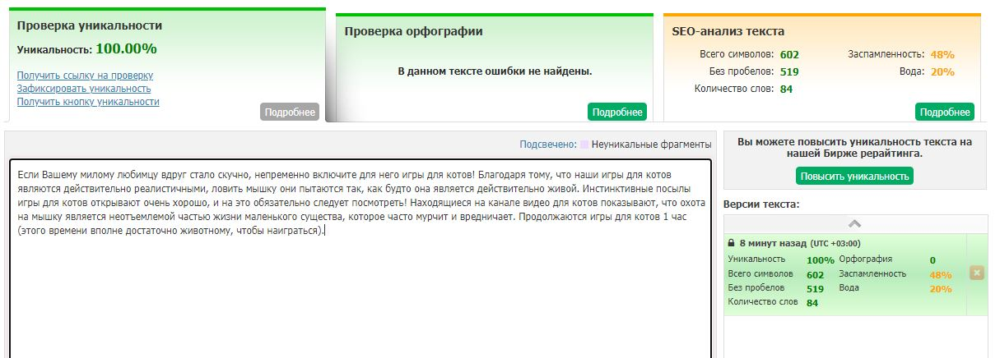 Проверка уникальности
Уникальность: 100.00%
Получить ссылку на проверку
Зафиксировать уникальность
Получить кнопку уникальности
Подробнее
Проверка орфографии
В данном тексте ошибки не найдены.
Подробнее
SEO-анализ текста
Всего символов: 602 Заспамленность: 48%
Без пробелов: 519 Вода: 20%
Количество слов: 84
Подробнее
Подсвечено: Неуникальные фрагменты
Если Вашему милому любимцу вдруг стало скучно, непременно включите для него игры для котов! Благодаря тому, что наши игры для котов
являются действительно реалистичными, ловить мышку они пытаются так, как будто она является действительно живой. Инстинктивные посылы
игры для котов открывают очень хорошо, и на это обязательно следует посмотреть! Находящиеся на канале видео для котов показывают, что охота
на мышку является неотъемлемой частью жизни маленького существа, которое часто мурчит и вредничает. Продолжаются игры для котов 1 час
(этого времени вполне достаточно животному, чтобы наиграться).
Вы можете повысить уникальность текста на
нашей Бирже рерайтинга.
Повысить уникальность
Версии текста:
8 минут назад (UTC +03:00)
Уникальность 100% Орфография 0
Всего символов 602 Заспамленность 48%
Без пробелов 519 Вода 20%
Количество слов 84